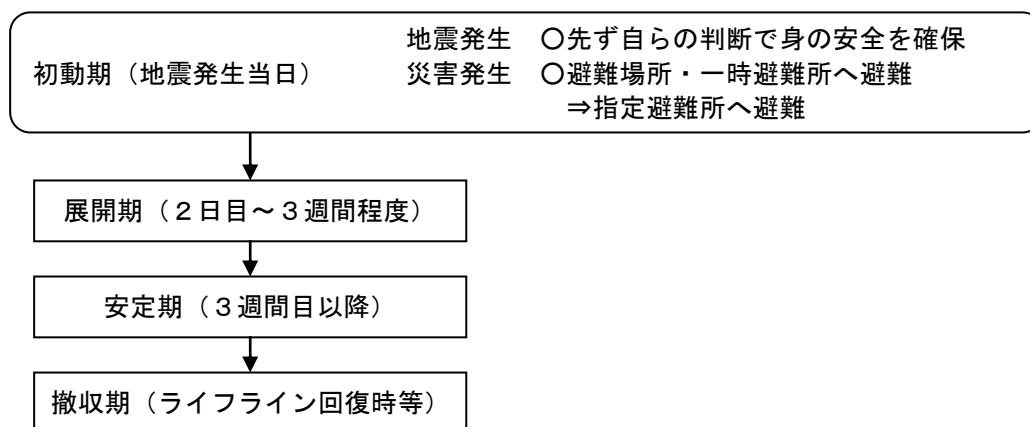 地震発生 〇先ず自らの判断で身の安全を確保
初動期（地震発生当日） 災害発生 〇避難場所・一時避難所へ避難
⇒指定避難所へ避難
展開期（２日目～３週間程度）
安定期（３週間目以降）
撤収期（ライフライン回復時等）